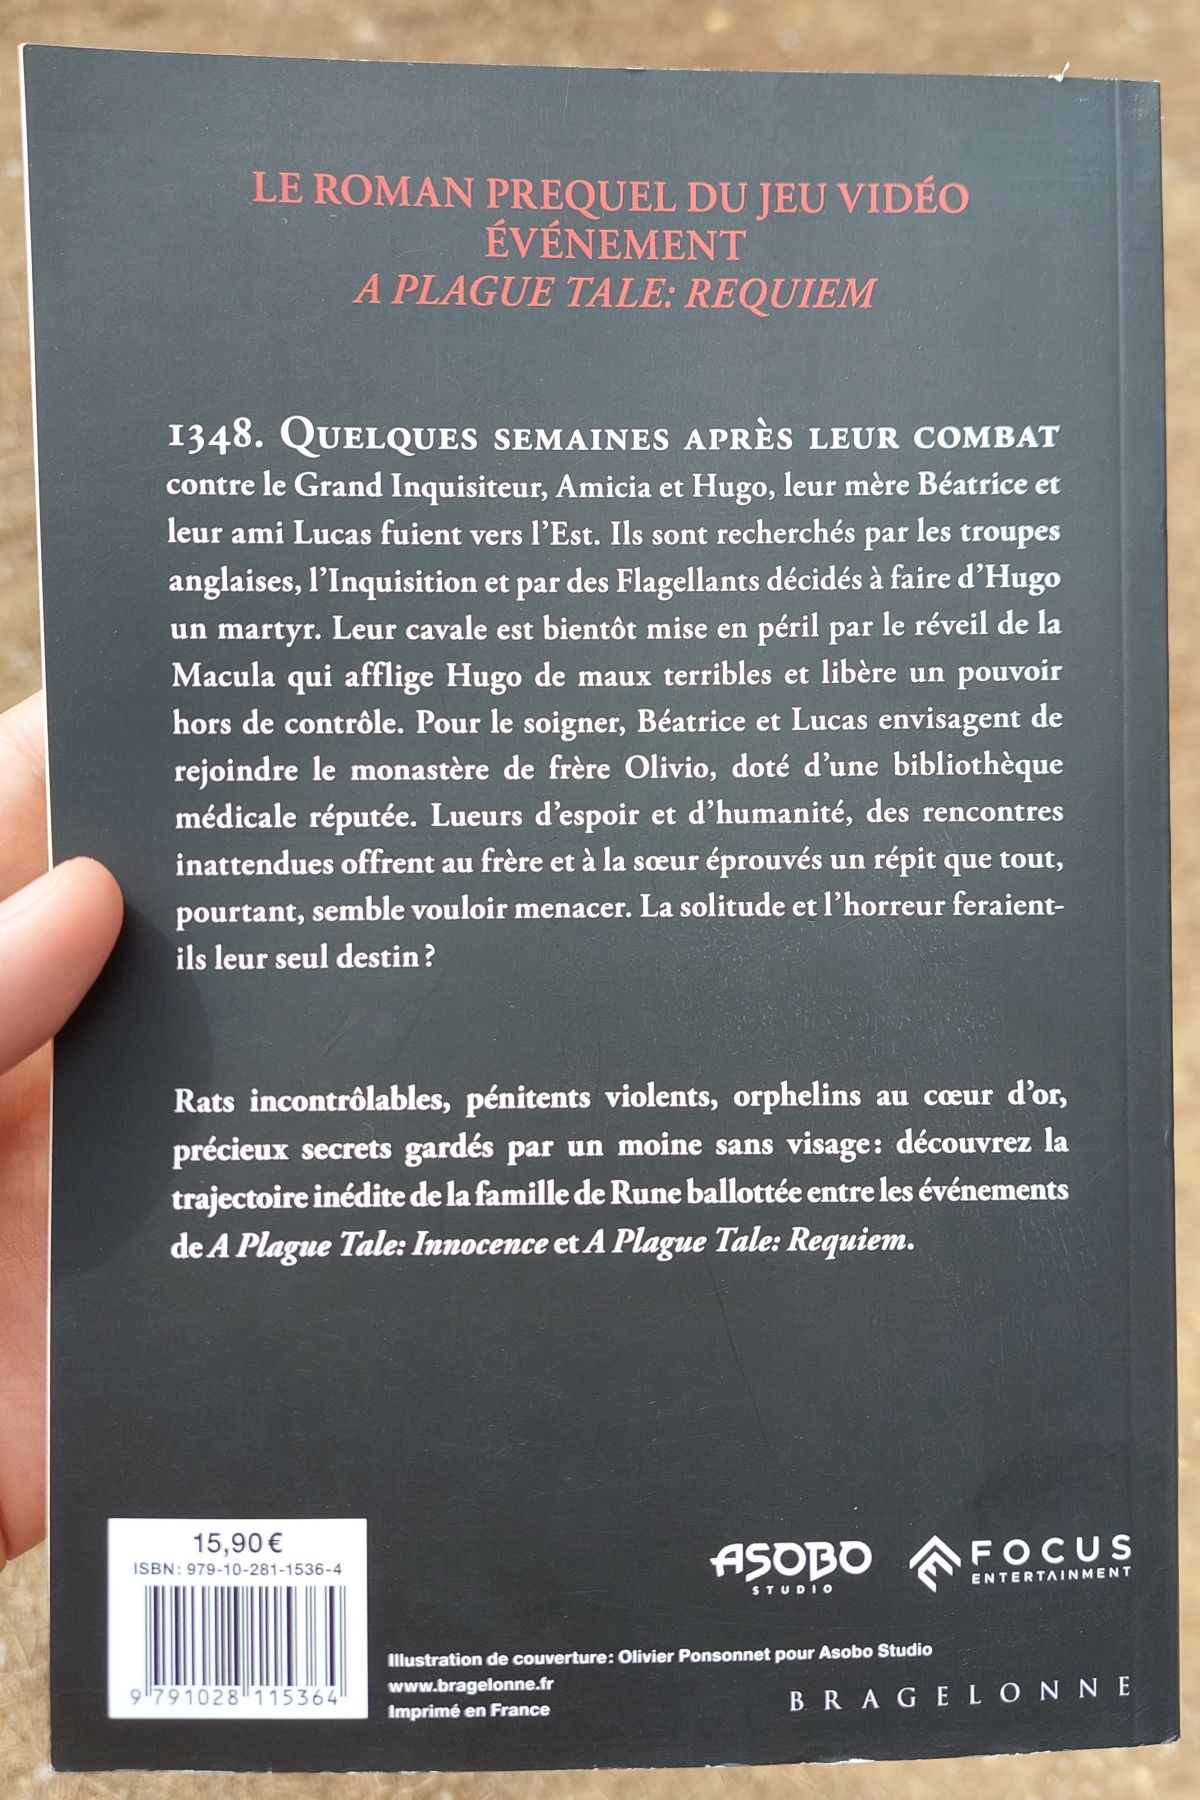 LE ROMAN PREQUEL DU JEU VIDÉO
ÉVÉNEMENT
A PLAGUE TALE: REQUIEM
1348. QUELQUES SEMAINES APRÈS LEUR COMBAT
contre le Grand Inquisiteur, Amicia et Hugo, leur mère Béatrice et
leur ami Lucas fuient vers l'Est. Ils sont recherchés par les troupes
anglaises, l'Inquisition et par des Flagellants décidés à faire d'Hugo
un martyr. Leur cavale est bientôt mise en péril par le réveil de la
Macula qui afflige Hugo de maux terribles et libère un pouvoir
hors de contrôle. Pour le soigner, Béatrice et Lucas envisagent de
rejoindre le monastère de frère Olivio, doté d'une bibliothèque
médicale réputée. Lueurs d'espoir et d'humanité, des rencontres
inattendues offrent au frère et à la sœur éprouvés un répit que tout,
pourtant, semble vouloir menacer. La solitude et l'horreur feraient-
ils leur seul destin ?
Rats incontrôlables, pénitents violents, orphelins au cœur d'or,
précieux secrets gardés par un moine sans visage : découvrez la
trajectoire inédite de la famille de Rune ballottée entre les événements
de A Plague Tale: Innocence et A Plague Tale: Requiem.
15,90 €
ISBN : 979-10-281-1536-4
9 791028 115364
ASOBO
STUDIO
FOCUS
ENTERTAINMENT
Illustration de couverture : Olivier Ponsonnet pour Asobo Studio
www.bragelonne.fr
Imprimé en France
BRAGELONNE